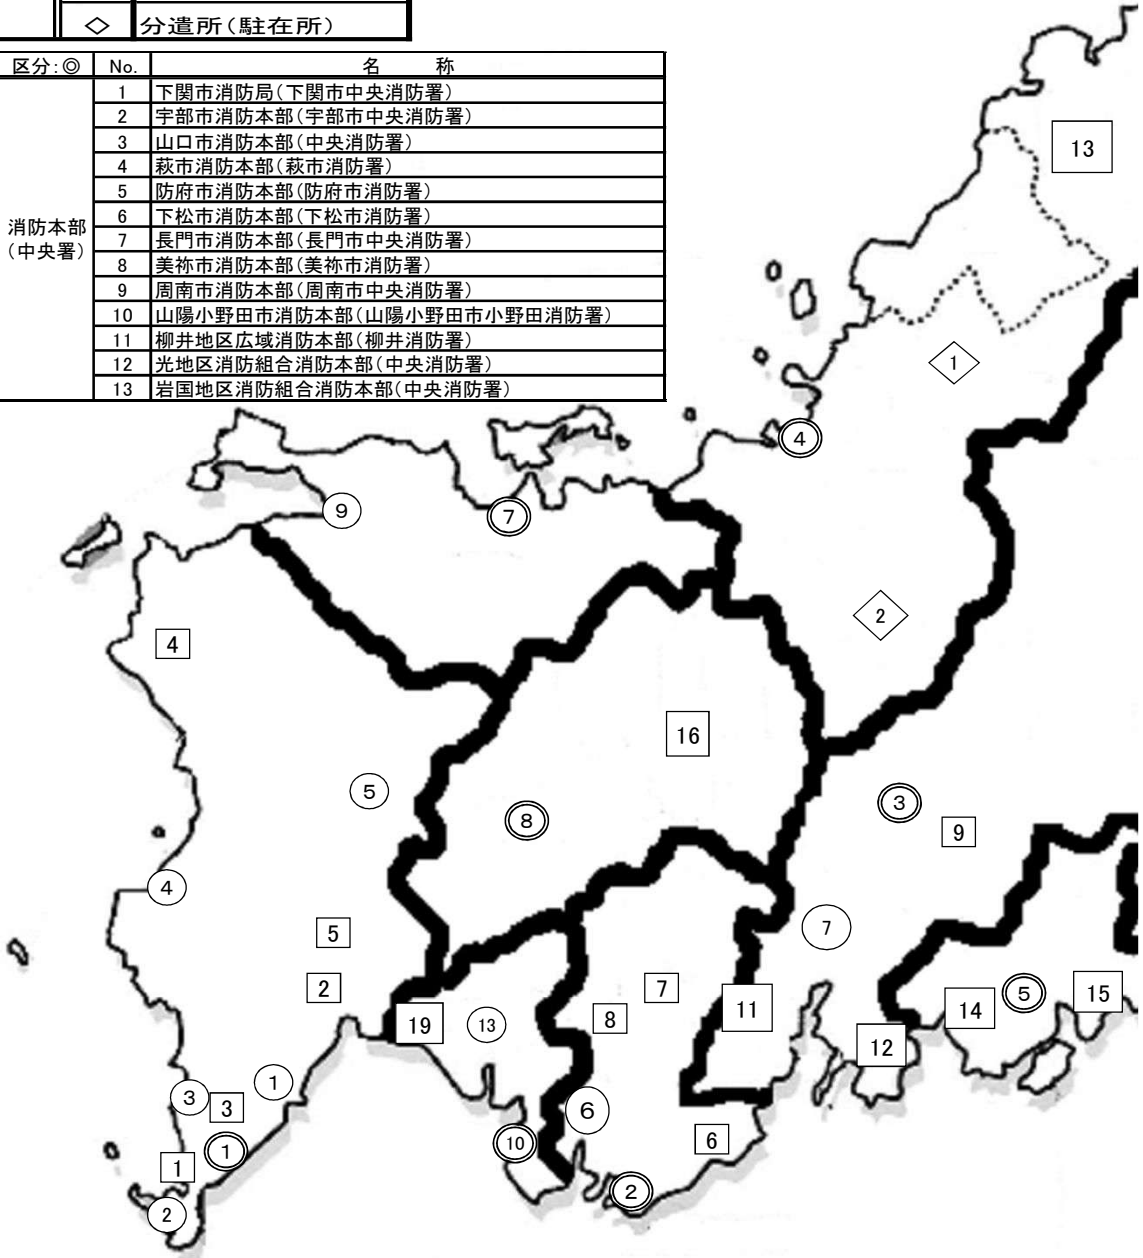 ◇ 分遣所(駐在所)
区分:◎ No. 名 称
消防本部
(中央署)
1 下関市消防局(下関市中央消防署)
2 宇部市消防本部(宇部市中央消防署)
3 山口市消防本部(中央消防署)
4 萩市消防本部(萩市消防署)
5 防府市消防本部(防府市消防署)
6 下松市消防本部(下松市消防署)
7 長門市消防本部(長門市中央消防署)
8 美祢市消防本部(美祢市消防署)
9 周南市消防本部(周南市中央消防署)
10 山陽小野田市消防本部(山陽小野田市小野田消防署)
11 柳井地区広域消防本部(柳井消防署)
12 光地区消防組合消防本部(中央消防署)
13 岩国地区消防組合消防本部(中央消防署)
13
1
4
9
7
2
4
16
5
3
8
9
4
7
5
2
7
5
15
14
11
8
19
13
12
1
3
3
6
6
10
1
1
2
2